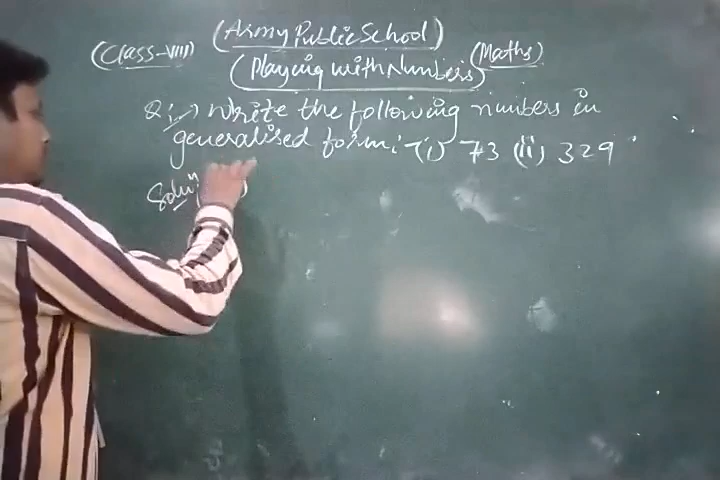 (Army Public School)
(Class-VIII)
(Playing with Numbers)
(Maths)
Q:1.) Write the following numbers in
generalised form: (i) 73 (ii) 329.
Soln: (